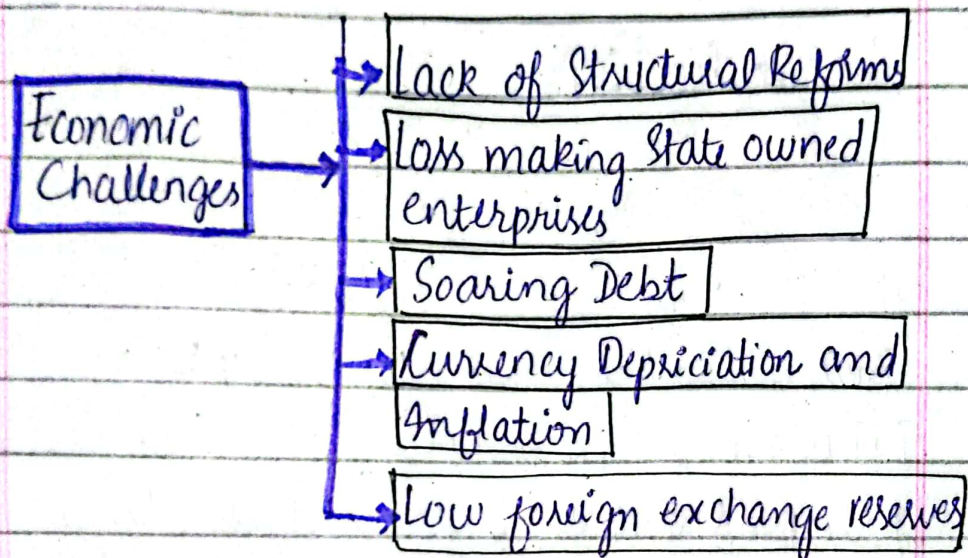 Lack of Structural Reforms
Economic
Challenges
Loss making State owned
enterprises
Soaring Debt
Currency Depriciation and
Inflation
Low foreign exchange reserves